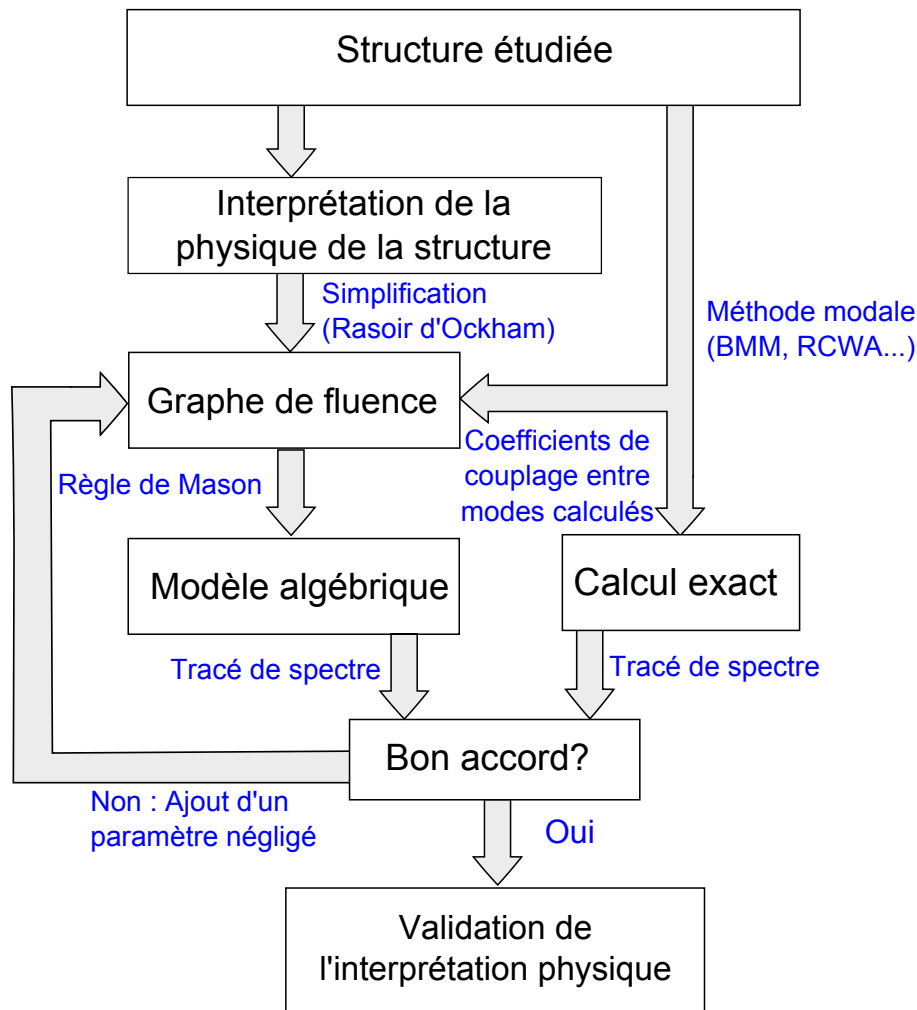 Structure étudiée
Interprétation de la
physique de la structure
Simplification
(Rasoir d'Ockham)
Méthode modale
(BMM, RCWA...)
Graphe de fluence
Coefficients de
couplage entre
modes calculés
Règle de Mason
Modèle algébrique
Calcul exact
Tracé de spectre
Tracé de spectre
Bon accord?
Non : Ajout d'un
paramètre négligé
Oui
Validation de
l'interprétation physique